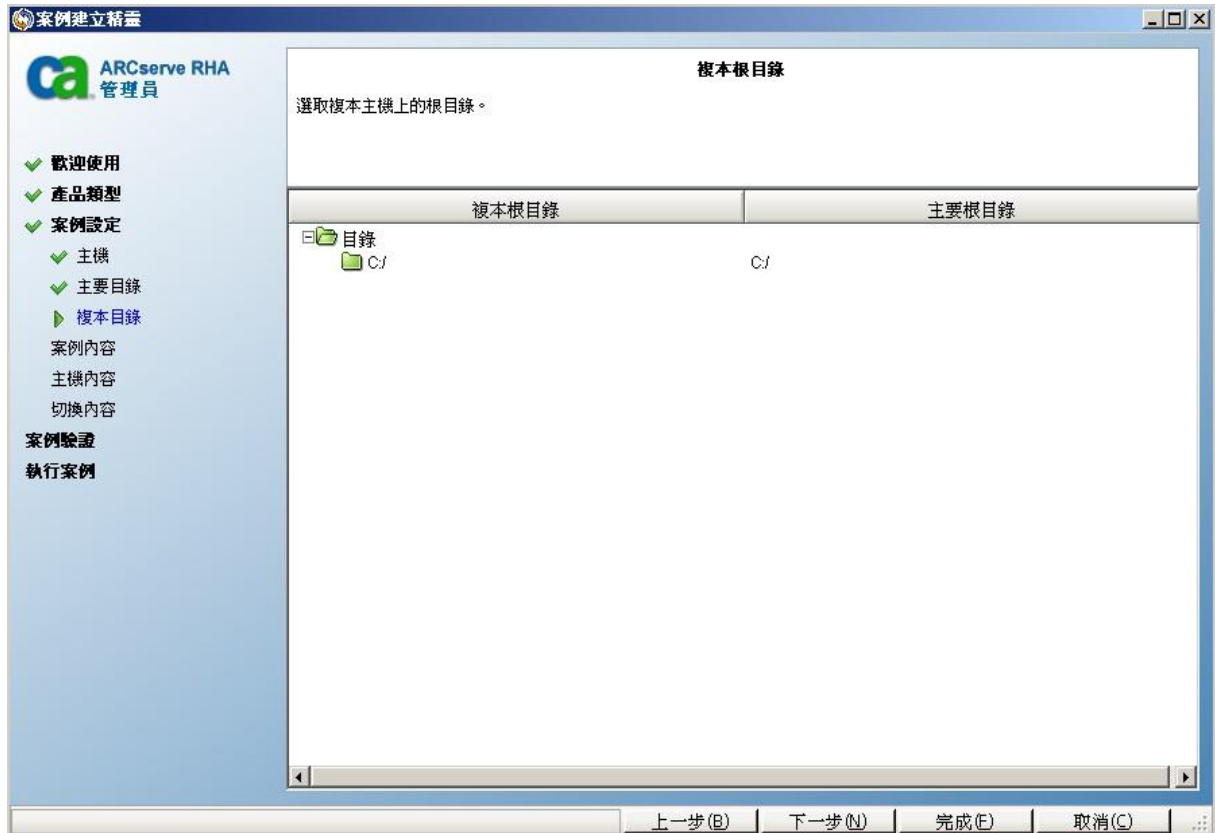 案例建立精靈
ca ARCserve RHA
管理員
歡迎使用
產品類型
案例設定
主機
主要目錄
複本目錄
案例內容
主機內容
切換內容
案例驗證
執行案例
複本根目錄
選取複本主機上的根目錄。
複本根目錄 主要根目錄
目錄
C:/ C:/
上一步(B) 下一步(N) 完成(F) 取消(C)